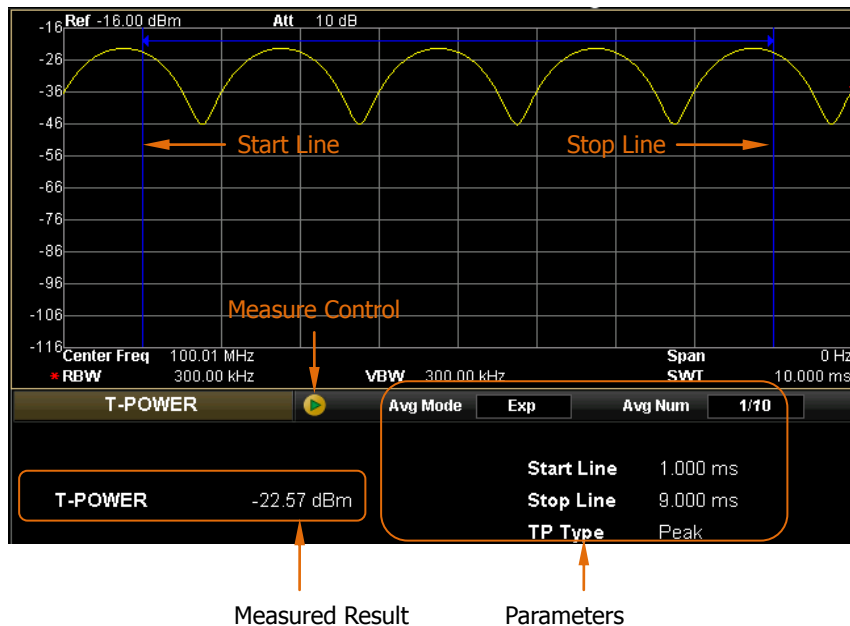 Ref -16.00 dBm Att 10 dB
-16
-26
-36
-46
Start Line Stop Line
-56
-66
-76
-86
-96
Measure Control
-106
-116
Center Freq 100.01 MHz Span 0 Hz
* RBW 300.00 kHz VBW 300.00 kHz SWT 10.000 ms
T-POWER Avg Mode Exp Avg Num 1/10
Start Line 1.000 ms
T-POWER -22.57 dBm Stop Line 9.000 ms
TP Type Peak
Measured Result Parameters